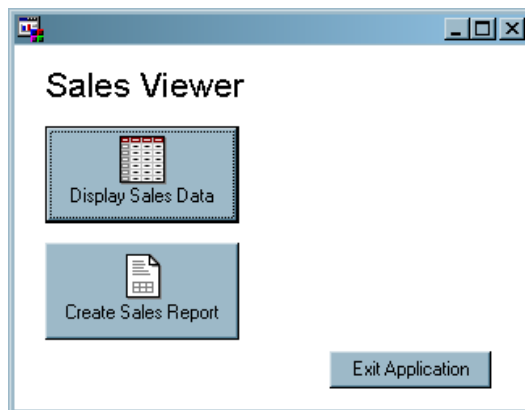 Sales Viewer
Display Sales Data
Create Sales Report
Exit Application